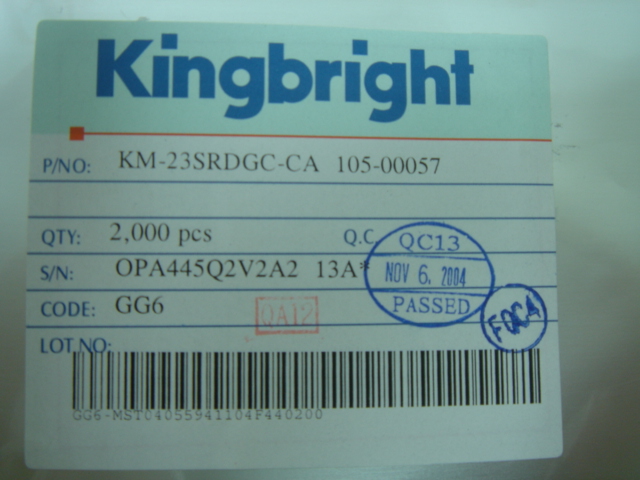 Kingbright
P/NO: KM-23SRDGC-CA 105-00057
QTY: 2,000 pcs Q.C.
QC13
S/N: OPA445Q2V2A2 13A*
NOV 6. 2004
PASSED
CODE: GG6
QA12
FQC4
LOT NO:
GG6-MST04055941104F440200